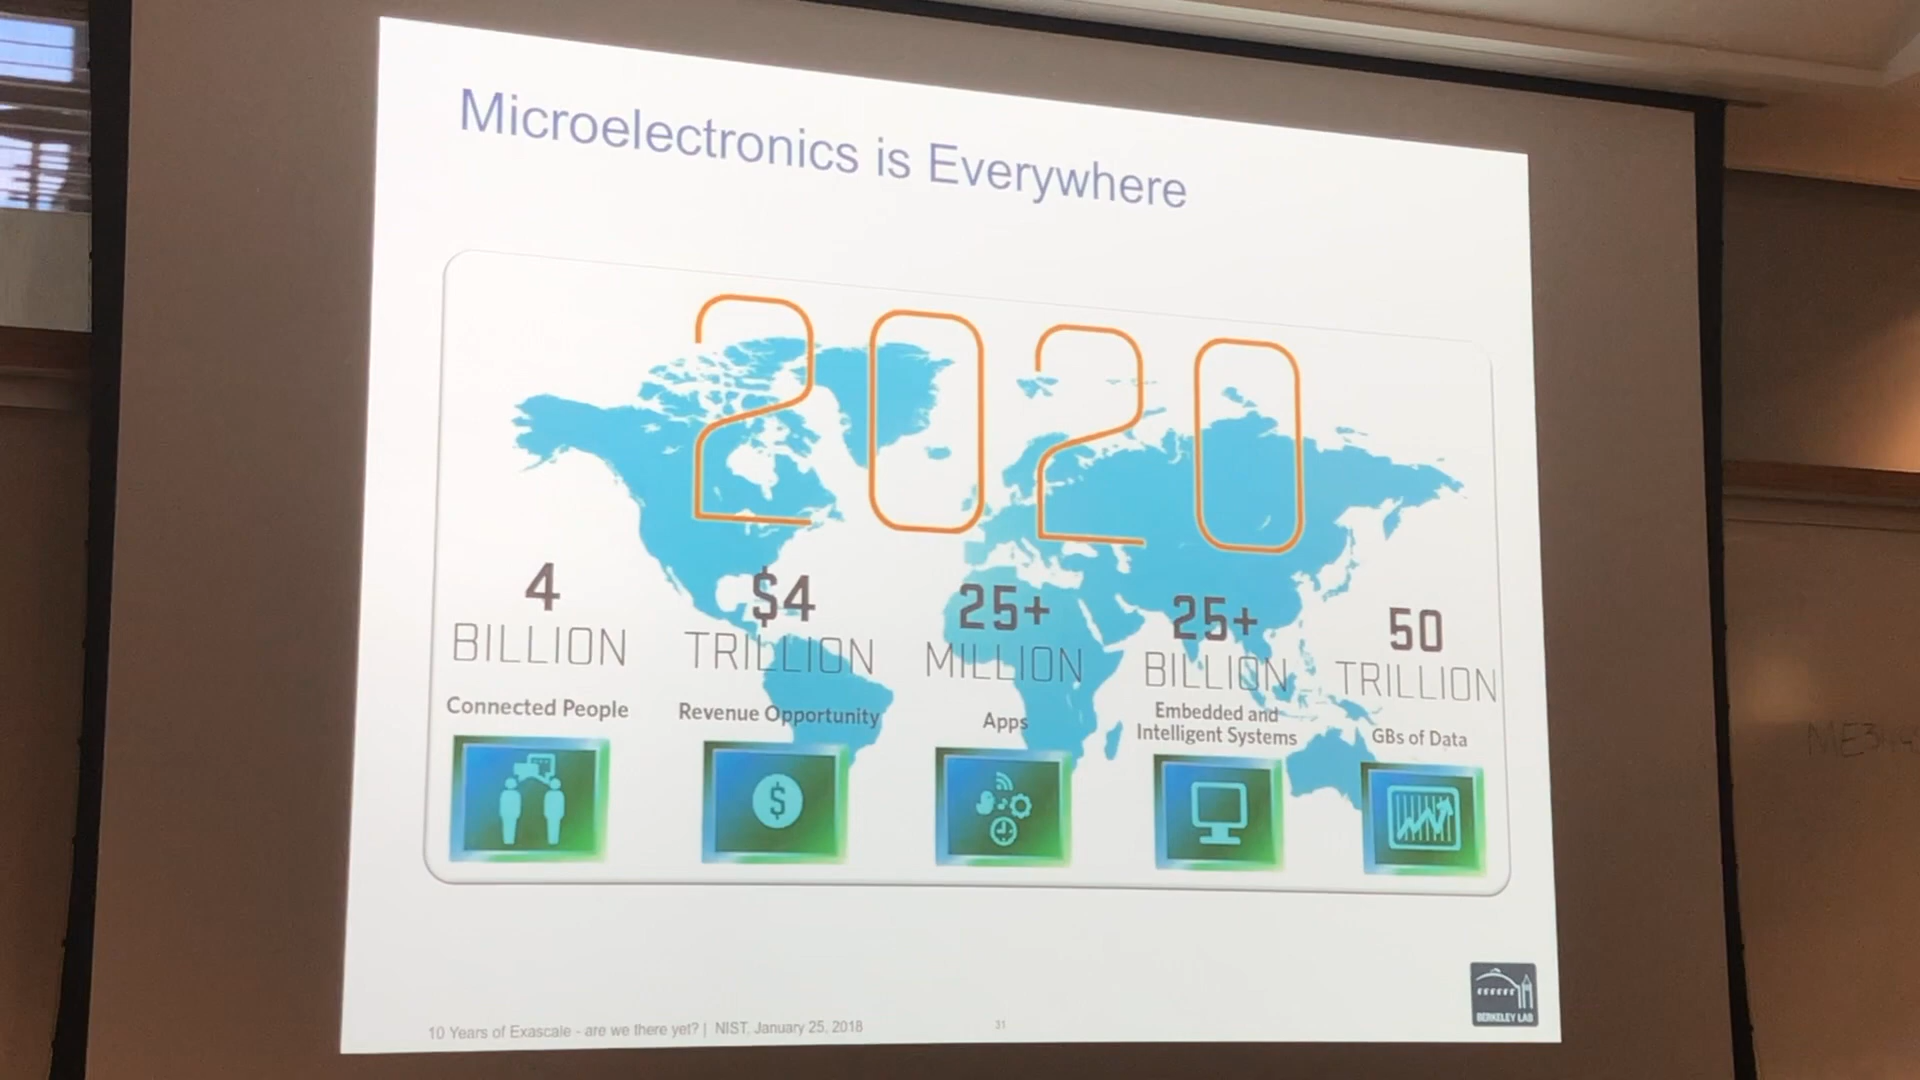 Microelectronics is Everywhere
2020
4
BILLION
Connected People
$4
TRILLION
Revenue Opportunity
25+
MILLION
Apps
25+
BILLION
Embedded and
Intelligent Systems
50
TRILLION
GBs of Data
BERKELEY LAB
10 Years of Exascale - are we there yet? | NIST, January 25, 2018
31